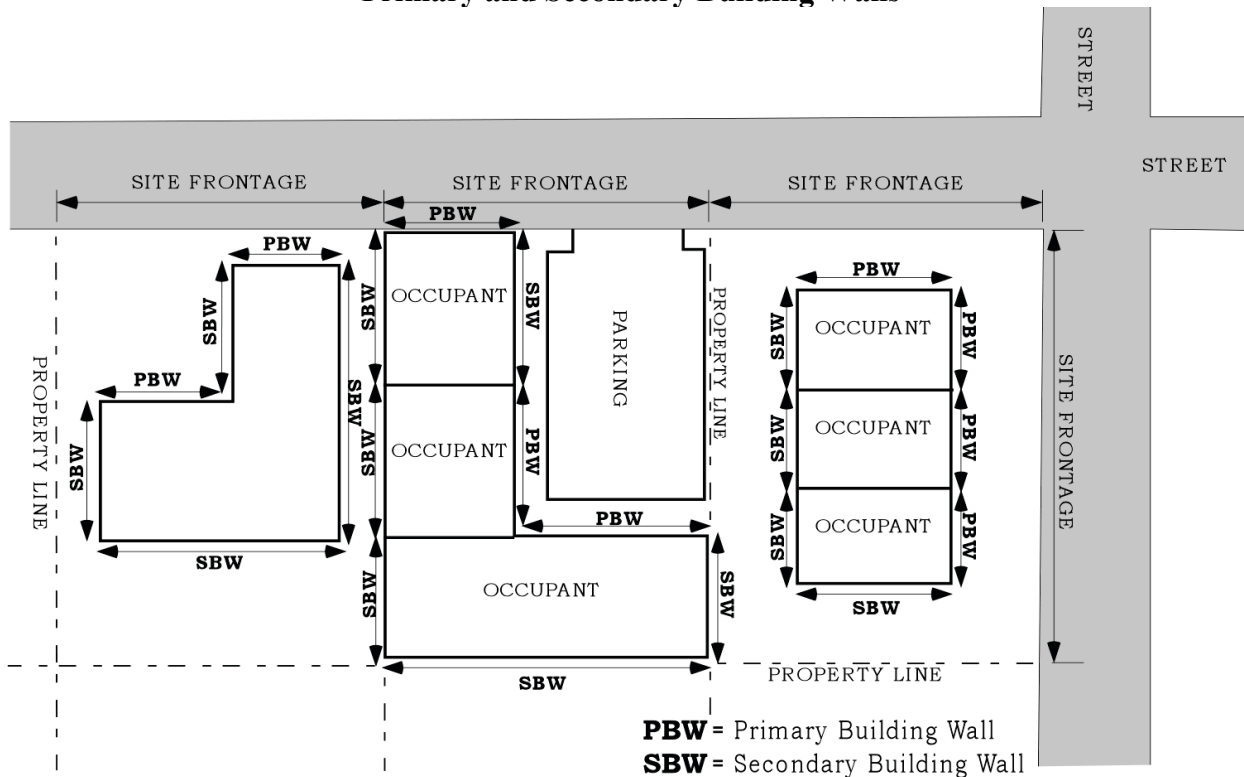 Primary and Secondary Building Walls
STREET
STREET
SITE FRONTAGE
SITE FRONTAGE
SITE FRONTAGE
PBW
PBW
PBW
SBW
SBW
OCCUPANT
SBW
PARKING
PROPERTY LINE
SBW
OCCUPANT
PBW
PROPERTY LINE
PBW
SBW
SBW
SBW
OCCUPANT
PBW
SBW
OCCUPANT
PBW
SITE FRONTAGE
SBW
PBW
SBW
OCCUPANT
PBW
SBW
SBW
OCCUPANT
SBW
SBW
SBW
PROPERTY LINE
PBW = Primary Building Wall
SBW = Secondary Building Wall